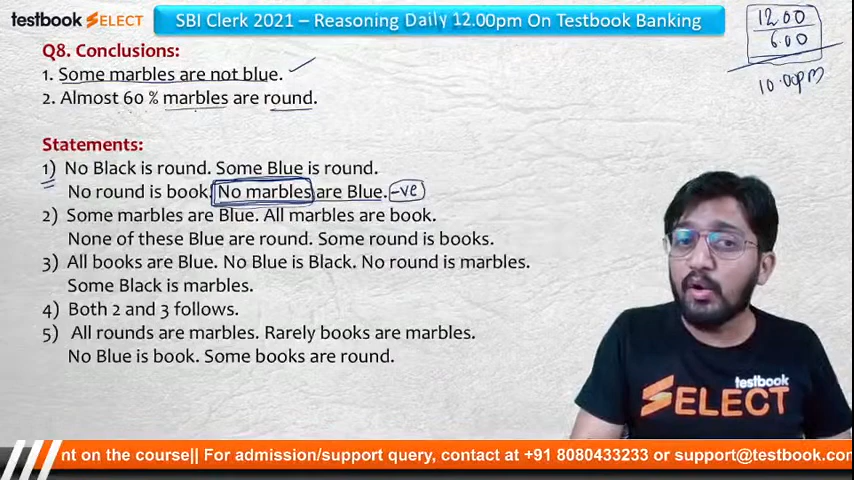 testbook SELECT
SBI Clerk 2021 – Reasoning Daily 12.00pm On Testbook Banking
12.00
6.00
10.00pm
Q8. Conclusions:
1. Some marbles are not blue.
2. Almost 60 % marbles are round.
Statements:
1) No Black is round. Some Blue is round.
No round is book. No marbles are Blue. -ve
2) Some marbles are Blue. All marbles are book.
None of these Blue are round. Some round is books.
3) All books are Blue. No Blue is Black. No round is marbles.
Some Black is marbles.
4) Both 2 and 3 follows.
5) All rounds are marbles. Rarely books are marbles.
No Blue is book. Some books are round.
testbook
SELECT
nt on the course|| For admission/support query, contact at +91 8080433233 or support@testbook.com